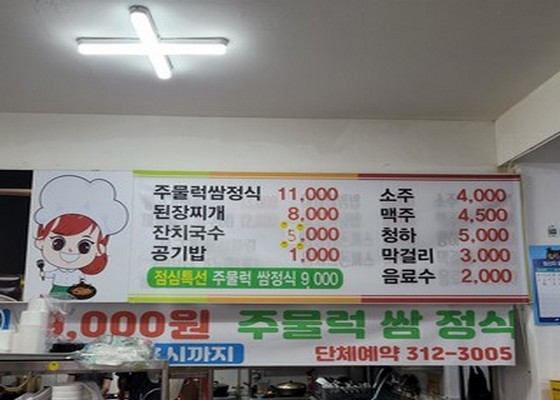 주물럭쌈정식 11,000
된장찌개 8,000
잔치국수 5,000
공기밥 1,000
점심특선 주물럭 쌈정식 9 000
소주 4,000
맥주 4,500
청하 5,000
막걸리 3,000
음료수 2,000
9,000원 주물럭 쌈 정식
시까지
단체예약 312-3005